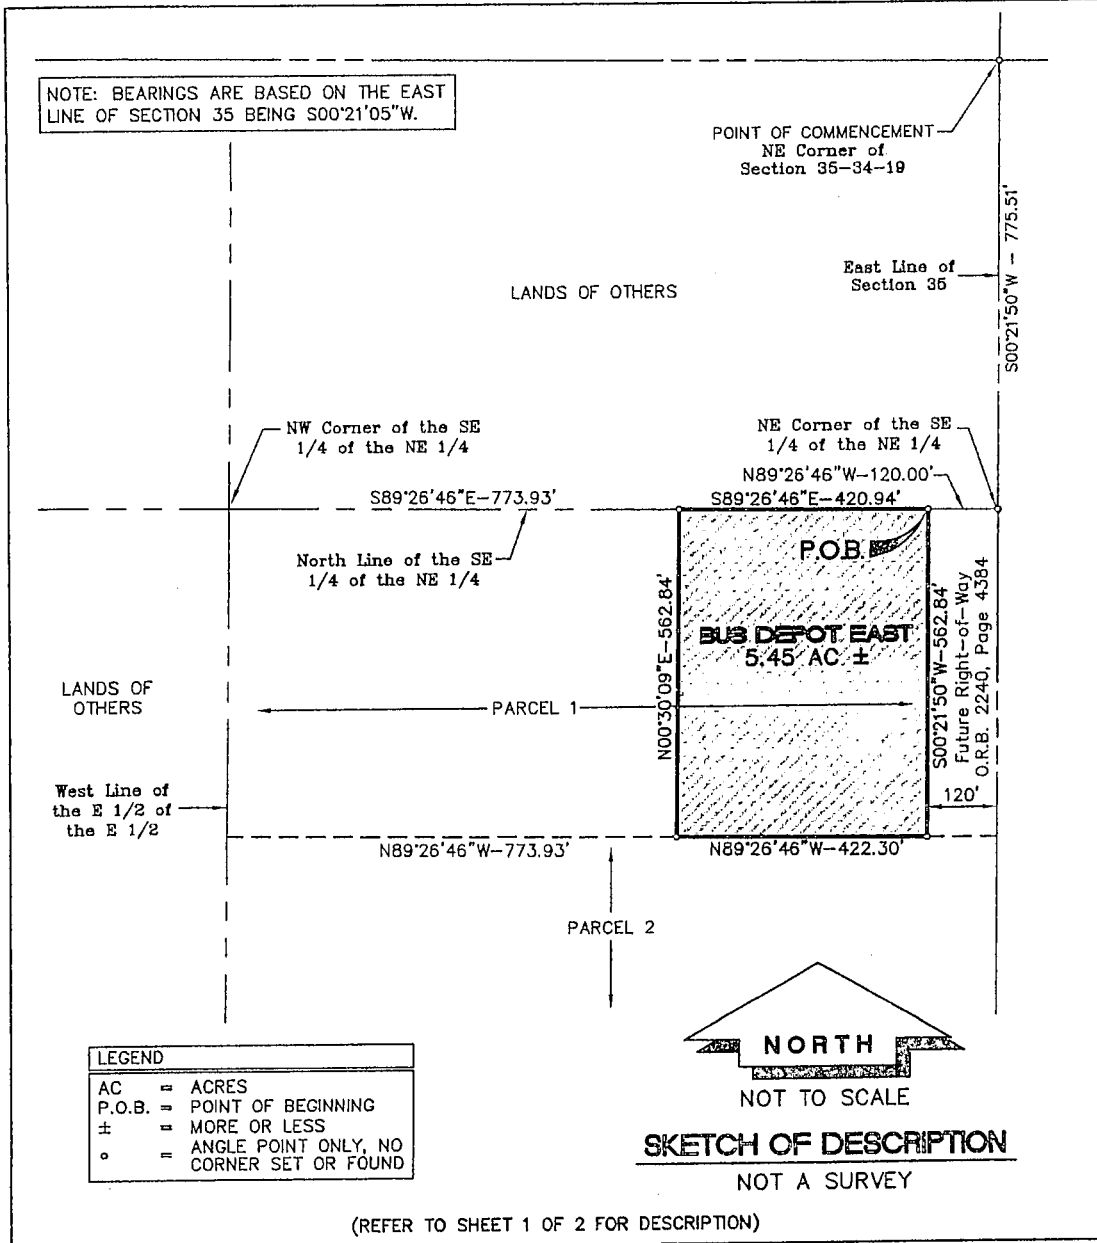 NOTE: BEARINGS ARE BASED ON THE EAST
LINE OF SECTION 35 BEING S00°21'05"W.
POINT OF COMMENCEMENT
NE Corner of
Section 35-34-19
S00°21'50"W - 775.51'
East Line of
Section 35
LANDS OF OTHERS
NW Corner of the SE
1/4 of the NE 1/4
NE Corner of the SE
1/4 of the NE 1/4
N89°26'46"W-120.00'
S89°26'46"E-773.93'
S89°26'46"E-420.94'
North Line of the SE
1/4 of the NE 1/4
P.O.B.
BUS DEPOT EAST
5.45 AC ±
N00°30'09"E-562.84'
S00°21'50"W-562.84'
Future Right-of-Way
O.R.B. 2240, Page 4384
LANDS OF
OTHERS
PARCEL 1
West Line of
the E 1/2 of
the E 1/2
120'
N89°26'46"W-773.93'
N89°26'46"W-422.30'
PARCEL 2
NORTH
NOT TO SCALE
LEGEND
AC = ACRES
P.O.B. = POINT OF BEGINNING
± = MORE OR LESS
o = ANGLE POINT ONLY, NO
CORNER SET OR FOUND
SKETCH OF DESCRIPTION
NOT A SURVEY
(REFER TO SHEET 1 OF 2 FOR DESCRIPTION)